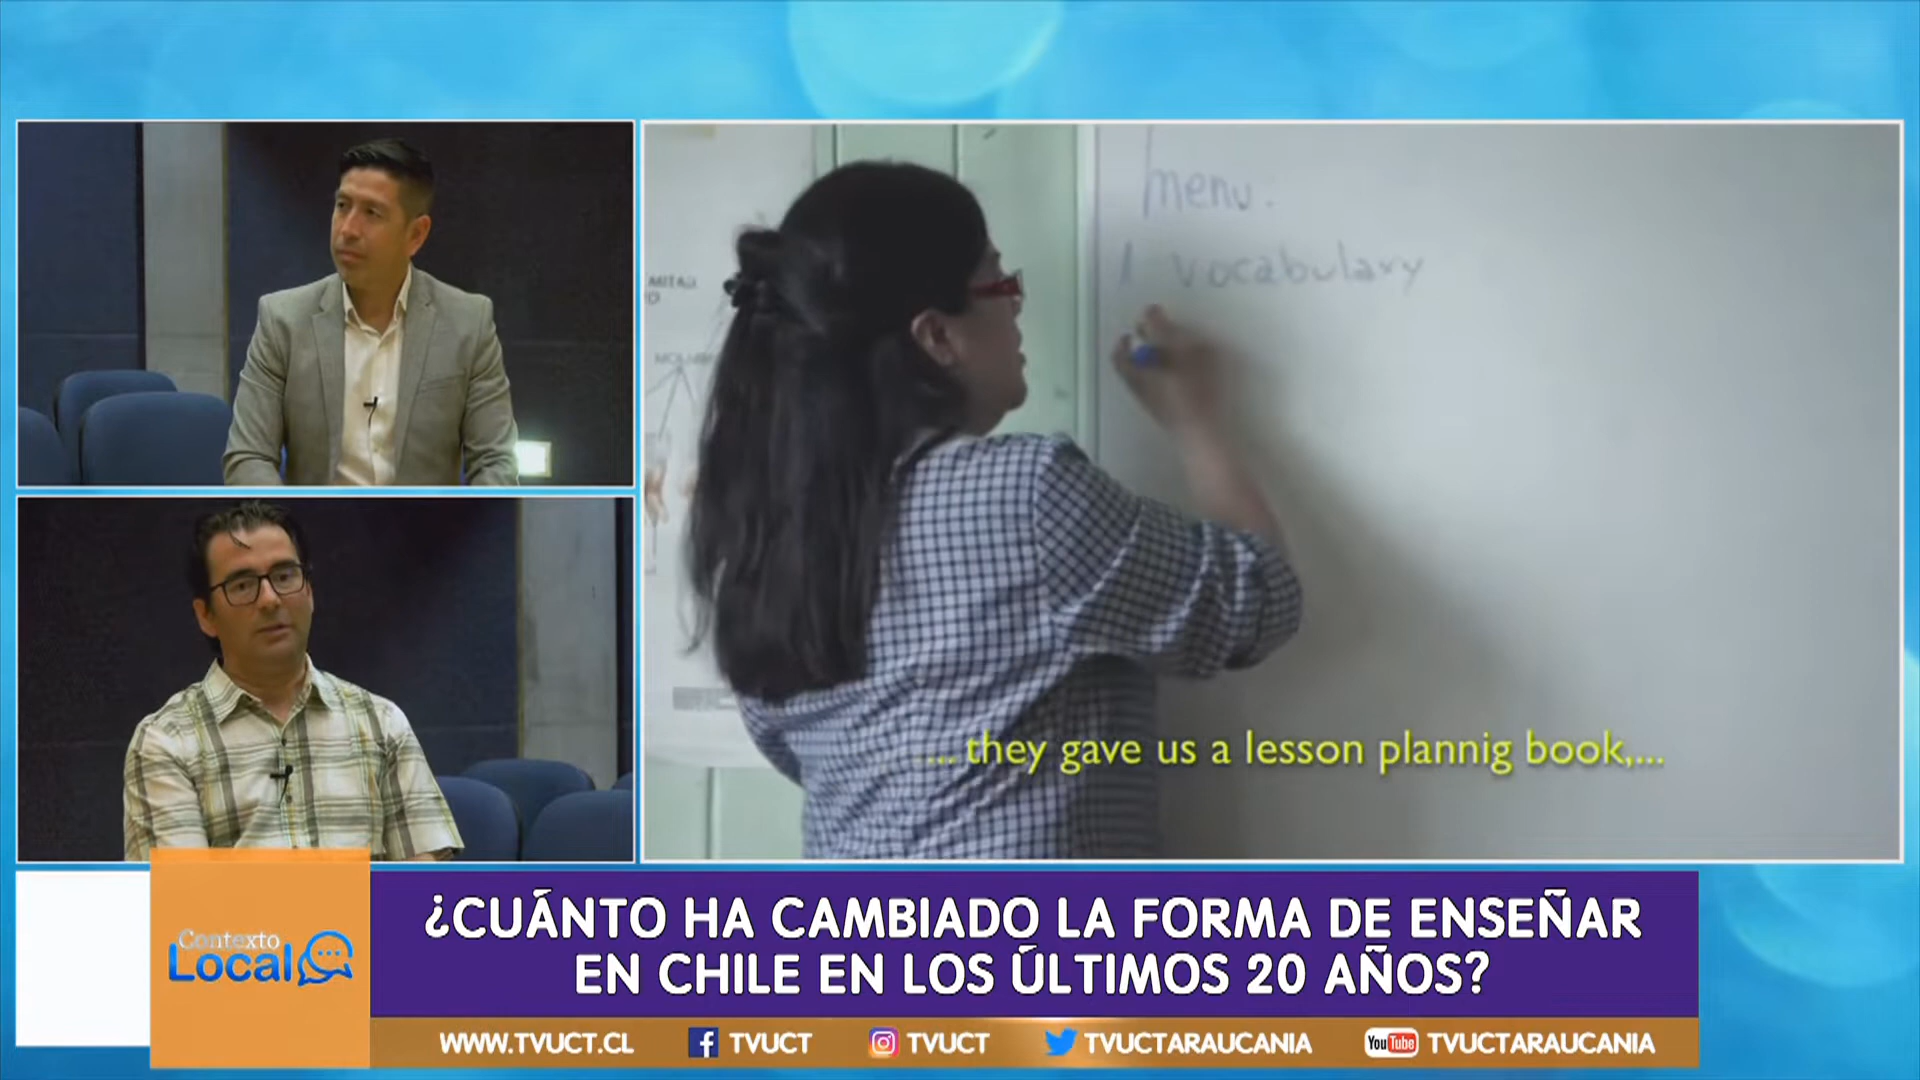 menu.
1 vocabulary
... they gave us a lesson plannig book,...
¿CUÁNTO HA CAMBIADO LA FORMA DE ENSEÑAR
EN CHILE EN LOS ÚLTIMOS 20 AÑOS?
Contexto
Local
WWW.TVUCT.CL TVUCT TVUCT TVUCTARAUCANIA YouTube TVUCTARAUCANIA